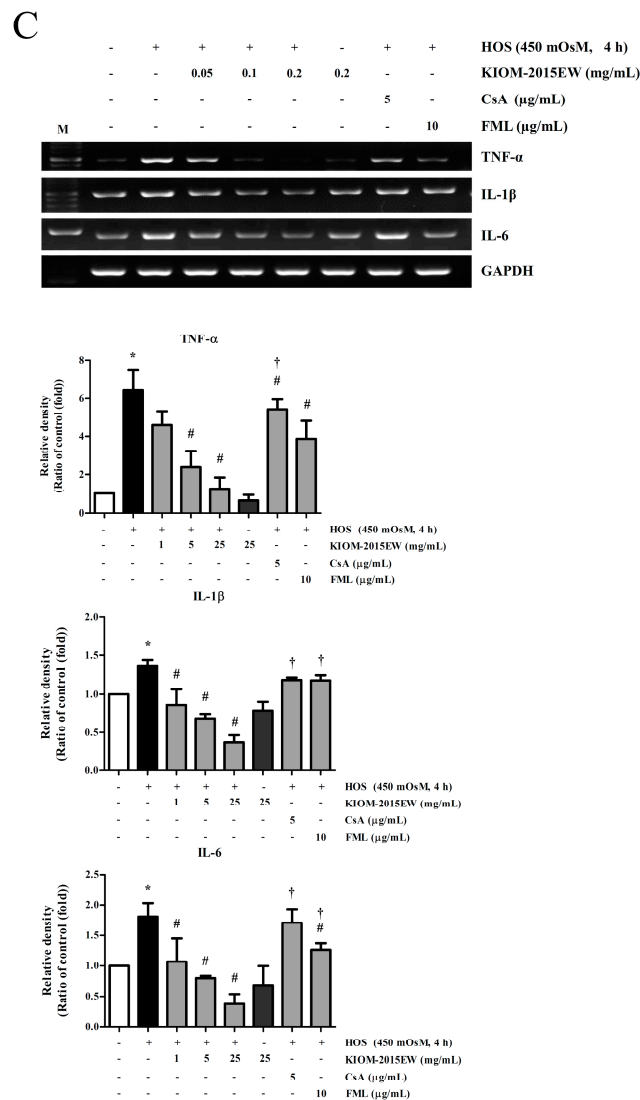 C
- + + + + - + + HOS (450 mOsM, 4 h)
- - 0.05 0.1 0.2 0.2 - - KIOM-2015EW (mg/mL)
- - - - - - 5 - CsA (µg/mL)
M - - - - - - - 10 FML (µg/mL)
TNF-α
IL-1β
IL-6
GAPDH
TNF-α
Relative density
(Ratio of control (fold))
8
6
4
2
0
*
#
#
†
#
#
- + + + + - + + HOS (450 mOsM, 4 h)
- - 1 5 25 25 - - KIOM-2015EW (mg/mL)
- - - - - - 5 - CsA (µg/mL)
- - - - - - - 10 FML (µg/mL)
IL-1β
Relative density
(Ratio of control (fold))
2.0
1.5
1.0
0.5
0.0
*
#
#
#
†
†
- + + + + - + + HOS (450 mOsM, 4 h)
- - 1 5 25 25 - - KIOM-2015EW (mg/mL)
- - - - - - 5 - CsA (µg/mL)
- - - - - - - 10 FML (µg/mL)
IL-6
Relative density
(Ratio of control (fold))
2.5
2.0
1.5
1.0
0.5
0.0
*
#
#
#
†
†
#
- + + + + - + + HOS (450 mOsM, 4 h)
- - 1 5 25 25 - - KIOM-2015EW (mg/mL)
- - - - - - 5 - CsA (µg/mL)
- - - - - - - 10 FML (µg/mL)